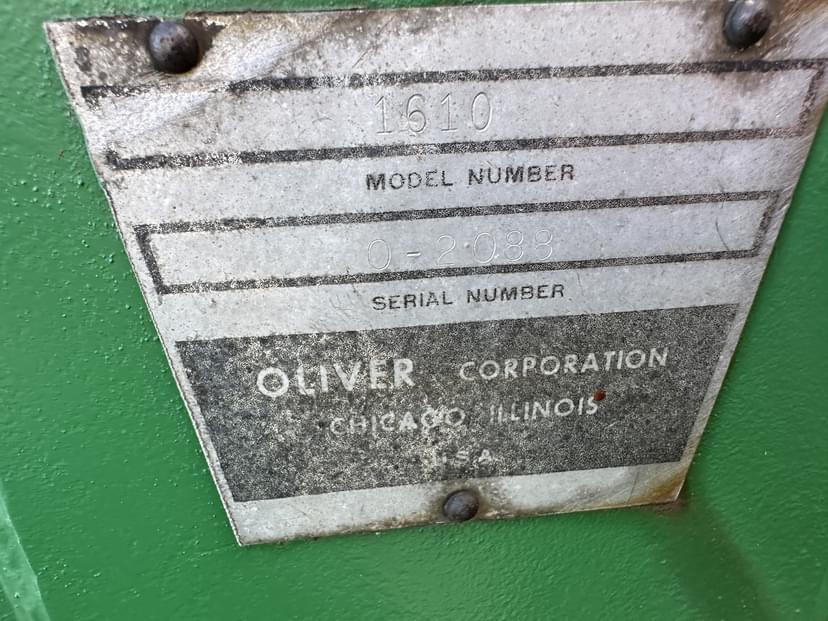 1610
MODEL NUMBER
0-2088
SERIAL NUMBER
OLIVER CORPORATION
CHICAGO ILLINOIS
U.S.A.